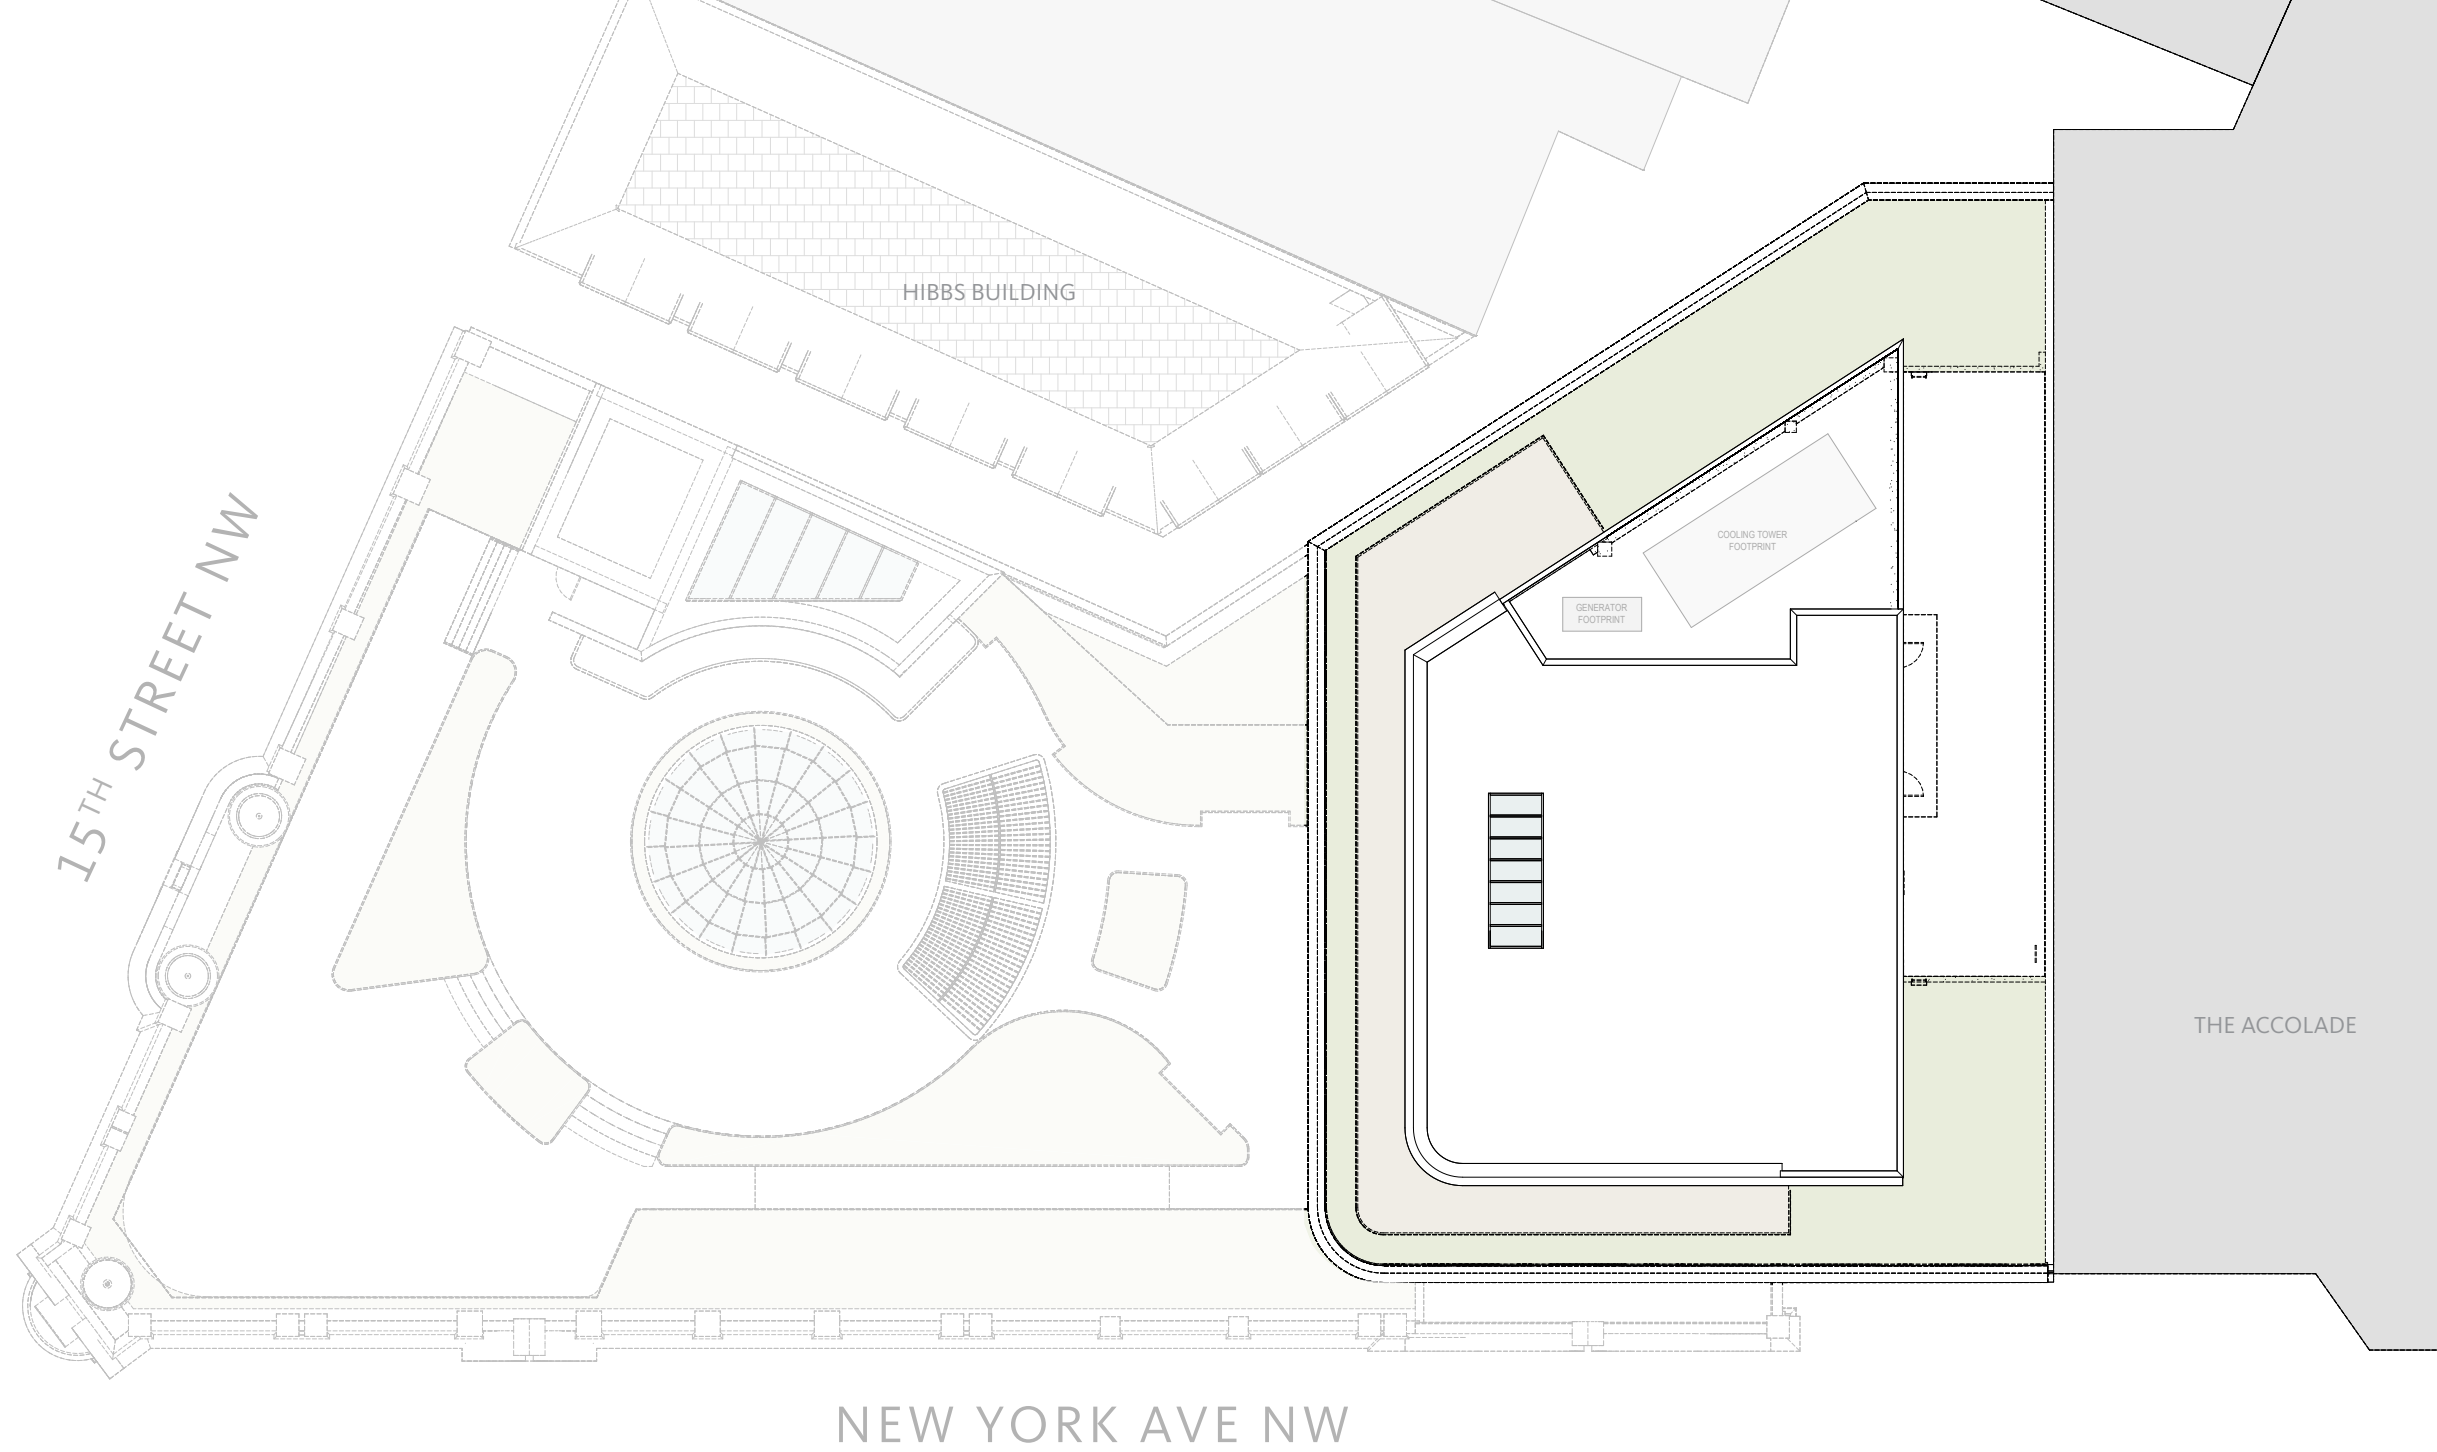 HIBBS BUILDING
15TH STREET NW
COOLING TOWER
FOOTPRINT
GENERATOR
FOOTPRINT
THE ACCOLADE
NEW YORK AVE NW